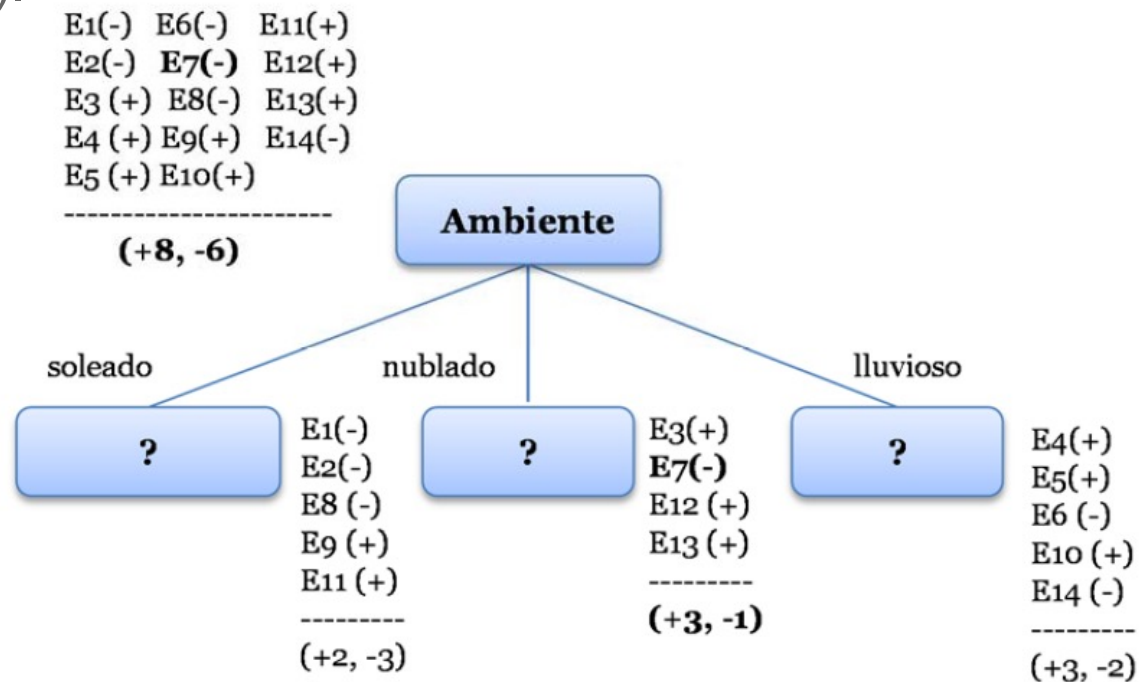 E1(-) E6(-) E11(+)
E2(-) E7(-) E12(+)
E3 (+) E8(-) E13(+)
E4 (+) E9(+) E14(-)
E5 (+) E10(+)
-----------------------
(+8, -6)
Ambiente
soleado
nublado
lluvioso
?
E1(-)
E2(-)
E8 (-)
E9 (+)
E11 (+)
---------
(+2, -3)
?
E3(+)
E7(-)
E12 (+)
E13 (+)
---------
(+3, -1)
?
E4(+)
E5(+)
E6 (-)
E10 (+)
E14 (-)
---------
(+3, -2)